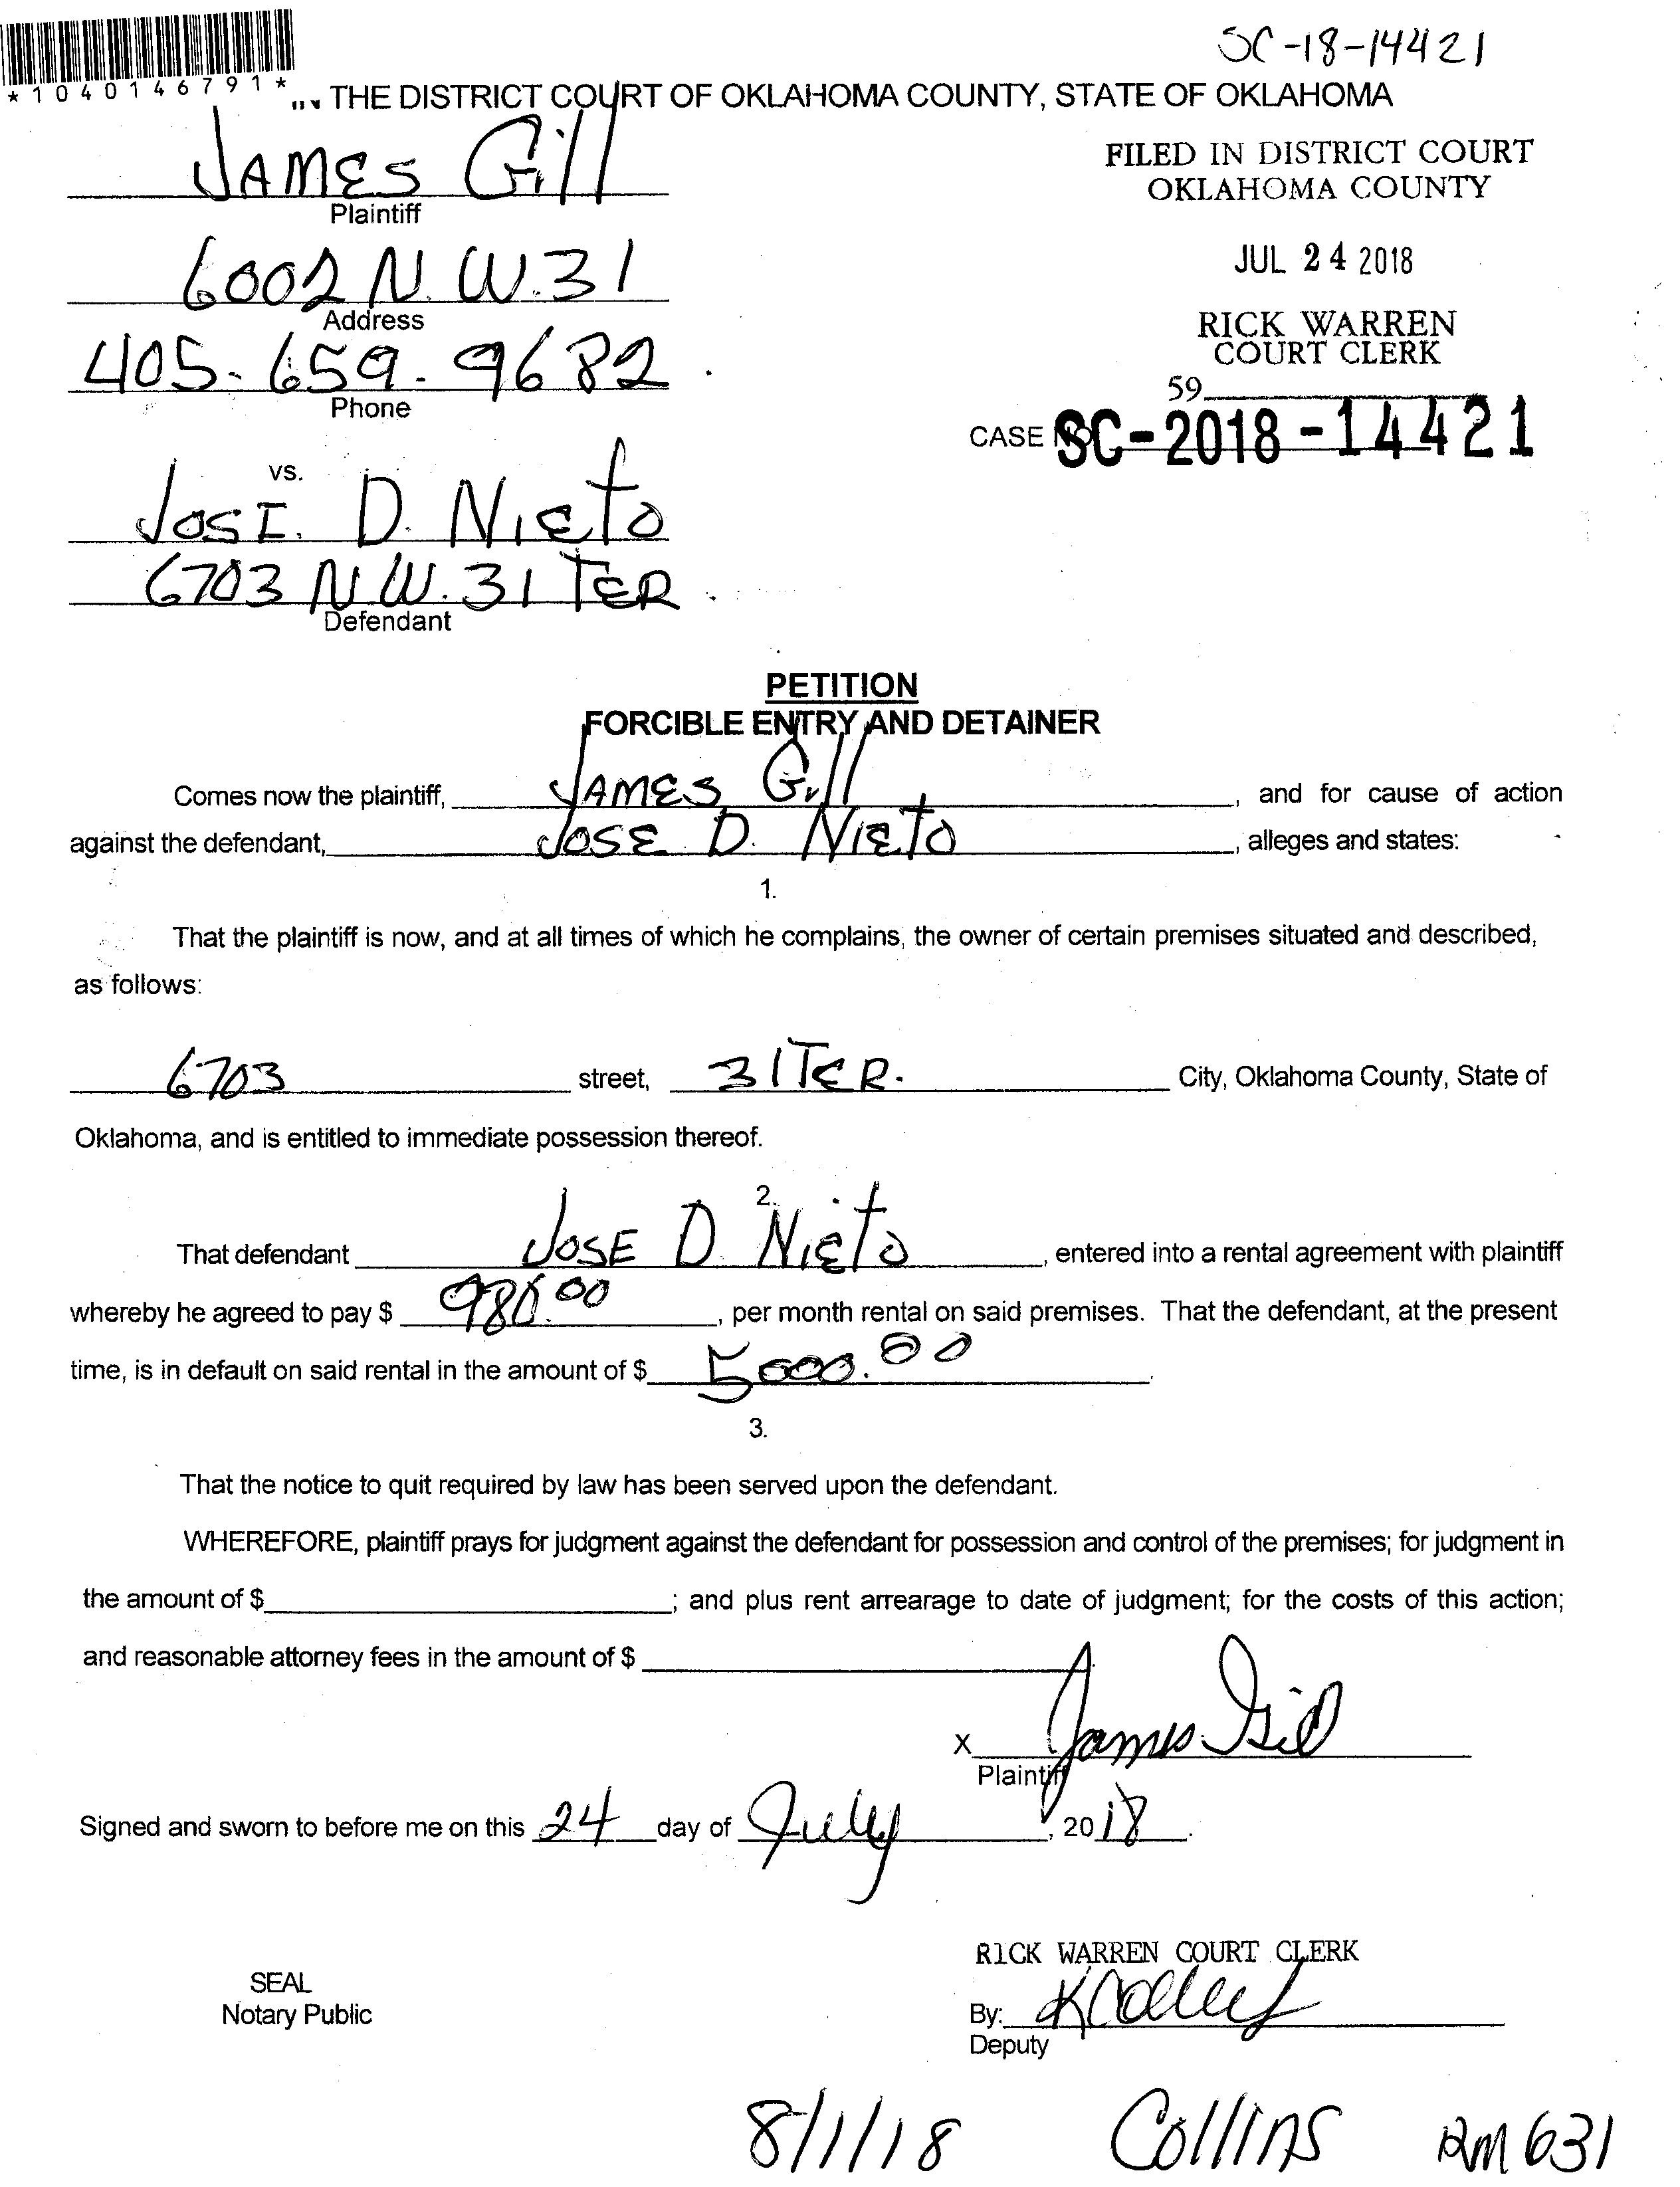 SC-18-14421
*1040146791*
THE DISTRICT COURT OF OKLAHOMA COUNTY, STATE OF OKLAHOMA
JAMES Gill
Plaintiff
FILED IN DISTRICT COURT
OKLAHOMA COUNTY
6002 N.W.31
Address
JUL 24 2018
405-659-9682
Phone
RICK WARREN
COURT CLERK
59
CASE NO SC-2018-14421
vs.
JOSE. D. NIETO
6703 N.W. 31 TER
Defendant
PETITION
FORCIBLE ENTRY AND DETAINER
Comes now the plaintiff, JAMES Gill, and for cause of action
against the defendant, JOSE D. NIETO, alleges and states:
1.
That the plaintiff is now, and at all times of which he complains, the owner of certain premises situated and described,
as follows:
6703 street, 31 TER. City, Oklahoma County, State of
Oklahoma, and is entitled to immediate possession thereof.
2.
That defendant JOSE D. NIETO, entered into a rental agreement with plaintiff
whereby he agreed to pay $ , per month rental on said premises. That the defendant, at the present
time, is in default on said rental in the amount of $ 5000.00.
3.
That the notice to quit required by law has been served upon the defendant.
WHEREFORE, plaintiff prays for judgment against the defendant for possession and control of the premises; for judgment in
the amount of $ ; and plus rent arrearage to date of judgment; for the costs of this action;
and reasonable attorney fees in the amount of $ .
X James Gill
Plaintiff
Signed and sworn to before me on this 24 day of July, 2018.
RICK WARREN COURT CLERK
SEAL
Notary Public
By:
Deputy
8/1/18 Collins RM 631